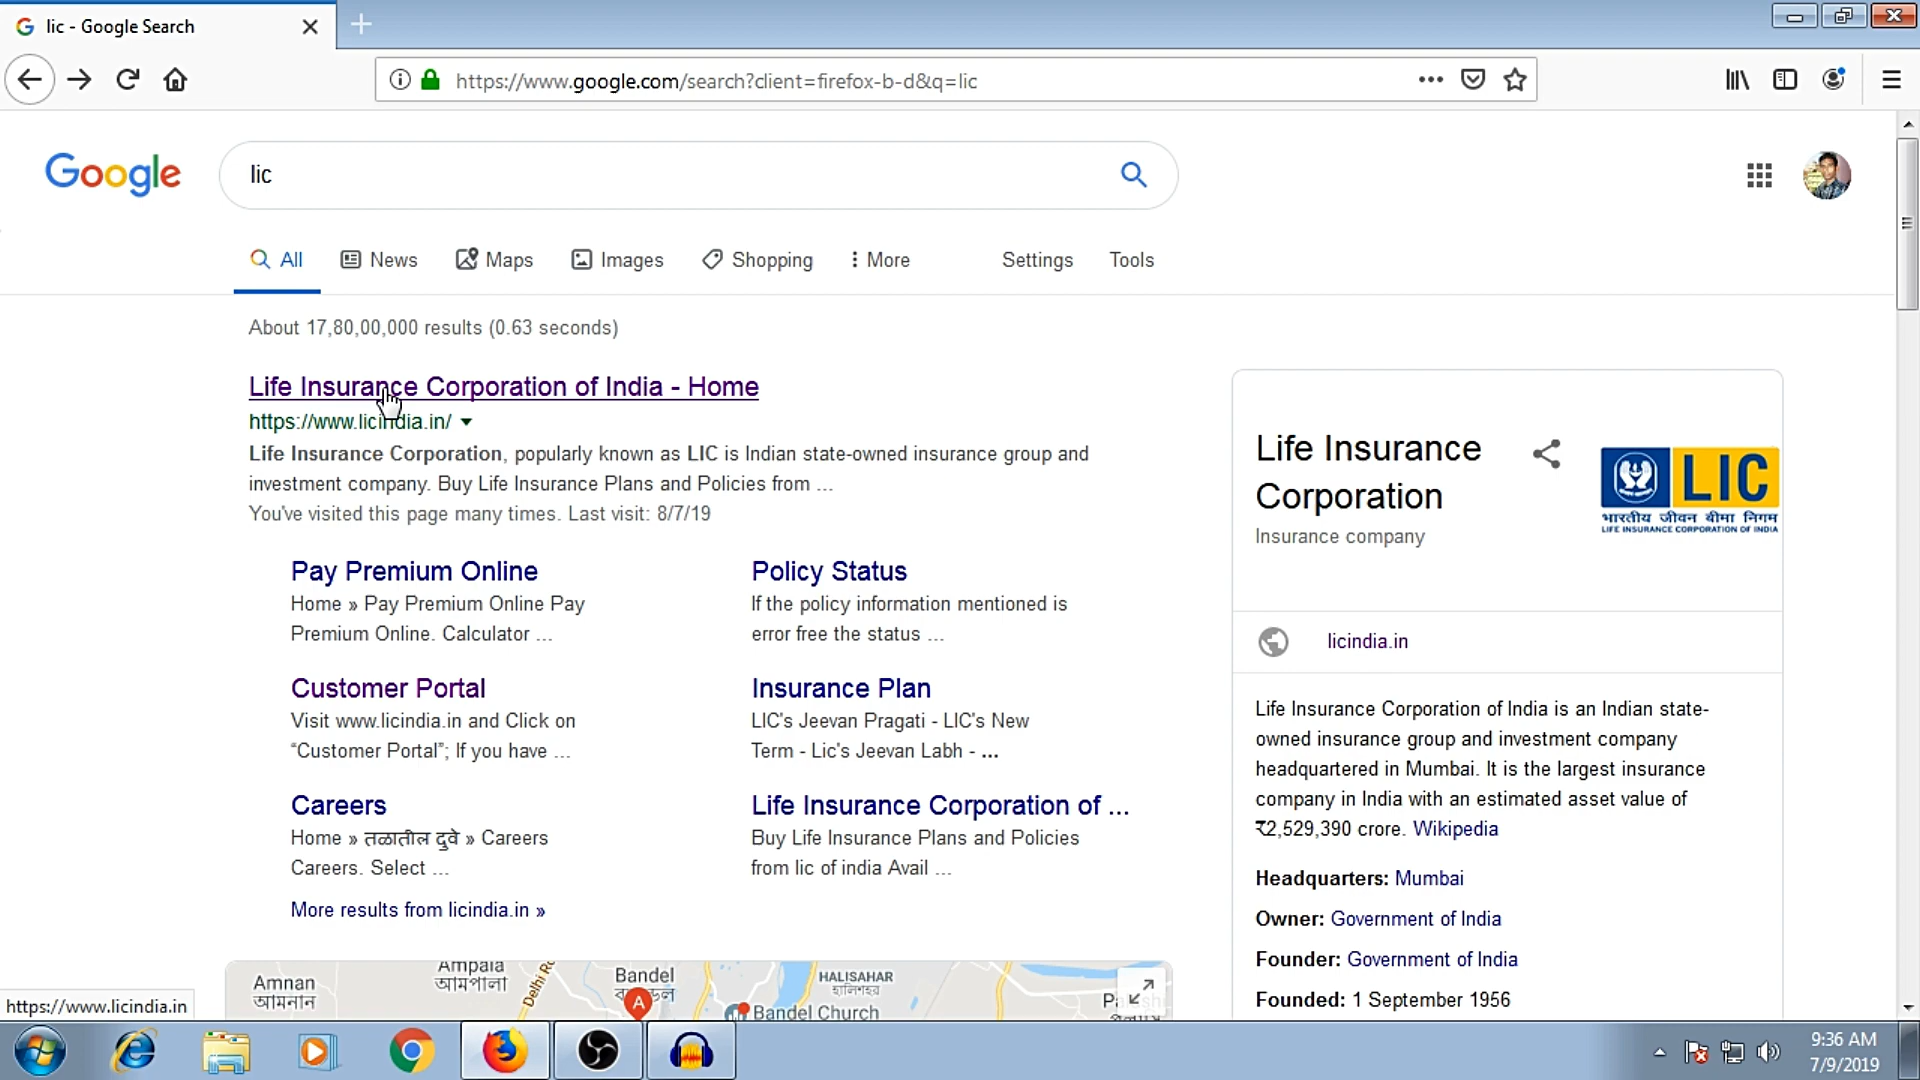 lic - Google Search
https://www.google.com/search?client=firefox-b-d&q=lic
Google
lic
All
News
Maps
Images
Shopping
More
Settings
Tools
About 17,80,00,000 results (0.63 seconds)
Life Insurance Corporation of India - Home
https://www.licindia.in/
Life Insurance Corporation, popularly known as LIC is Indian state-owned insurance group and
investment company. Buy Life Insurance Plans and Policies from ...
You've visited this page many times. Last visit: 8/7/19
Pay Premium Online
Home » Pay Premium Online Pay
Premium Online. Calculator ...
Policy Status
If the policy information mentioned is
error free the status ...
Customer Portal
Visit www.licindia.in and Click on
“Customer Portal”; If you have ...
Insurance Plan
LIC's Jeevan Pragati - LIC's New
Term - Lic's Jeevan Labh - ...
Careers
Home » तळातील दुवे » Careers
Careers. Select ...
Life Insurance Corporation of ...
Buy Life Insurance Plans and Policies
from lic of india Avail ...
More results from licindia.in »
Amnan
আমনান
Ampala
আমপালা
Delhi
Bandel
A
HALISAHAR
হালিশহর
Bandel Church
Life Insurance
Corporation
Insurance company
LIC
भारतीय जीवन बीमा निगम
LIFE INSURANCE CORPORATION OF INDIA
licindia.in
Life Insurance Corporation of India is an Indian state-
owned insurance group and investment company
headquartered in Mumbai. It is the largest insurance
company in India with an estimated asset value of
₹2,529,390 crore. Wikipedia
Headquarters: Mumbai
Owner: Government of India
Founder: Government of India
Founded: 1 September 1956
https://www.licindia.in
9:36 AM
7/9/2019